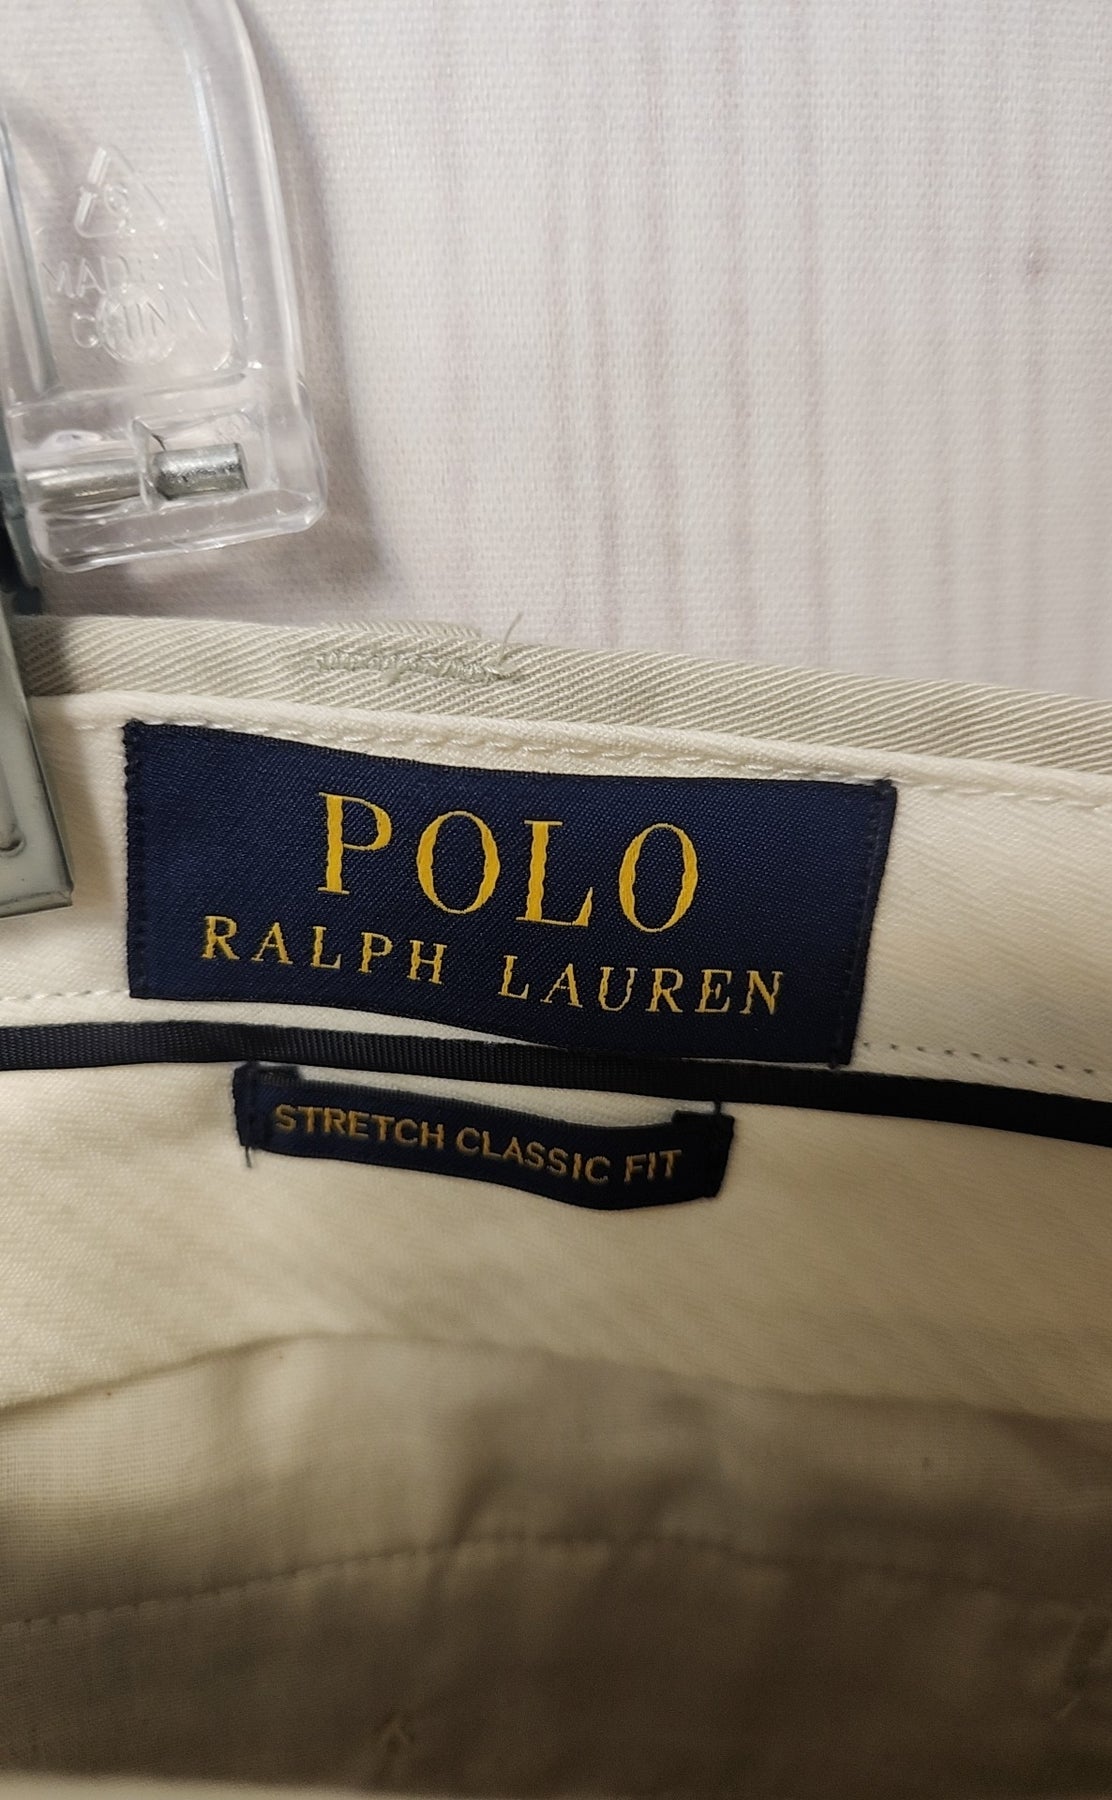 MADE IN
CHINA
POLO
RALPH LAUREN
STRETCH CLASSIC FIT